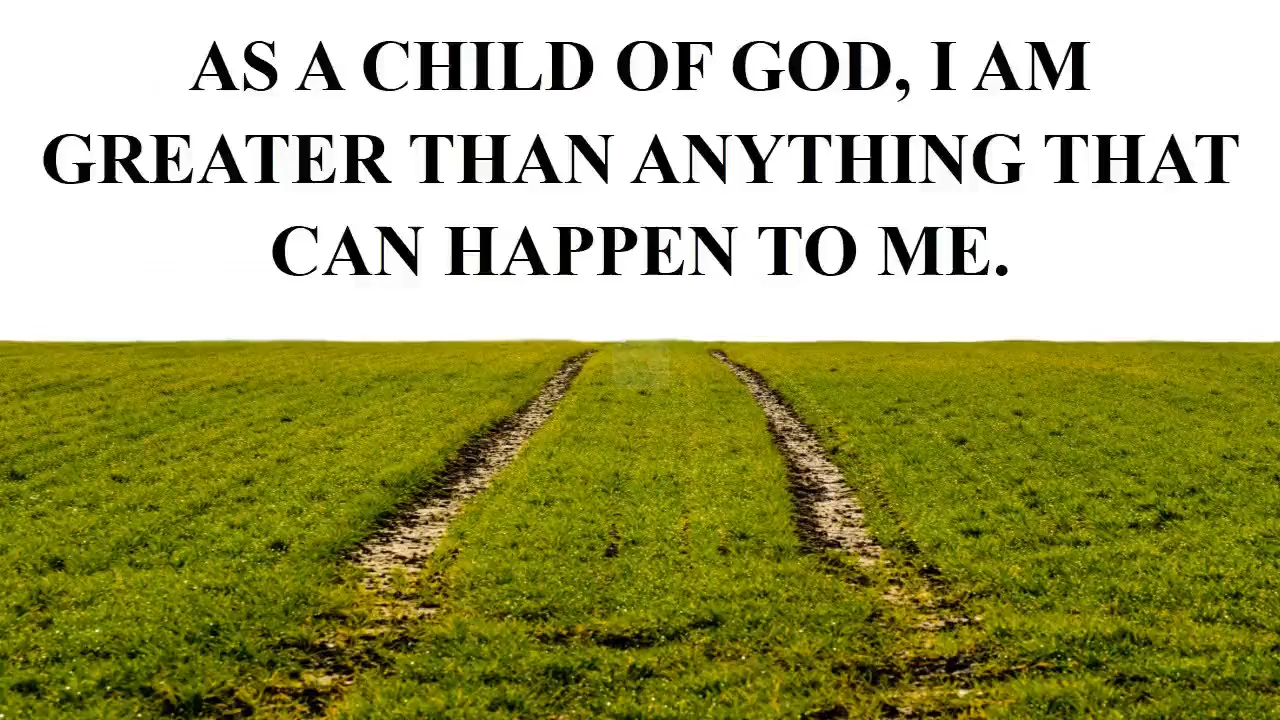 AS A CHILD OF GOD, I AM
GREATER THAN ANYTHING THAT
CAN HAPPEN TO ME.